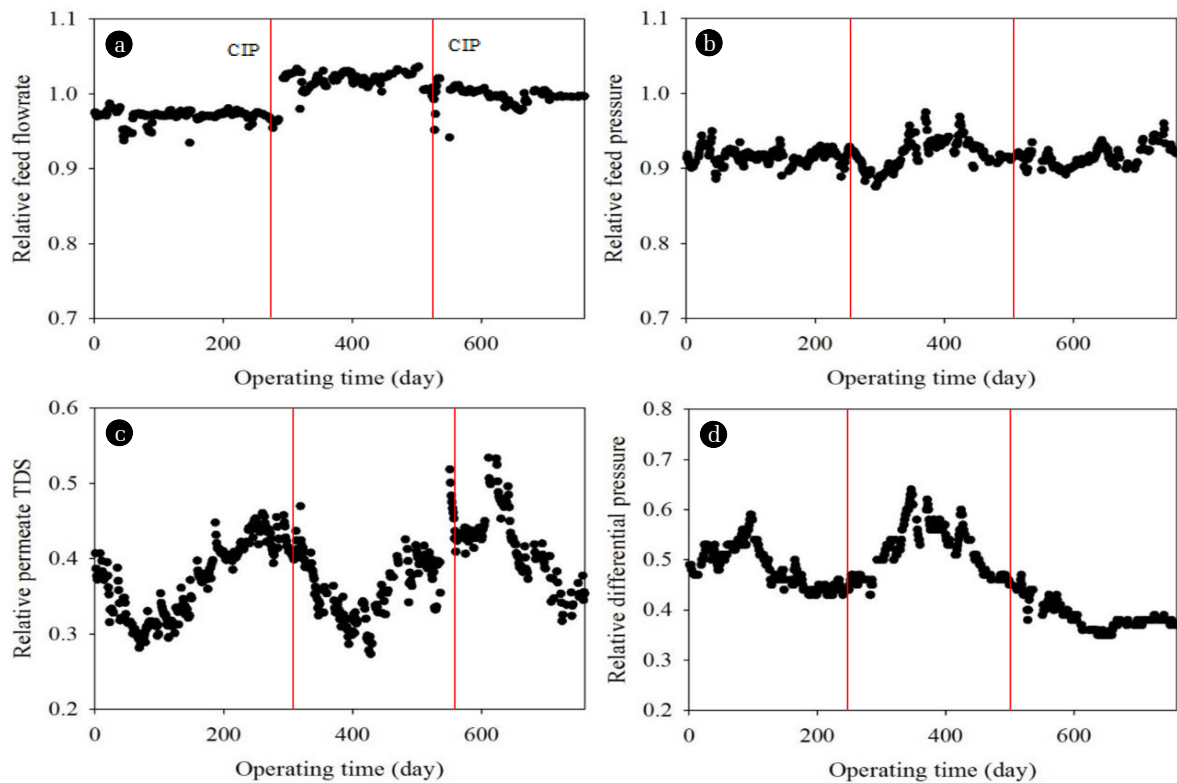 a
CIP
CIP
Relative feed flowrate
1.1
1.0
0.9
0.8
0.7
0
200
400
600
Operating time (day)
b
Relative feed pressure
1.1
1.0
0.9
0.8
0.7
0
200
400
600
Operating time (day)
c
Relative permeate TDS
0.6
0.5
0.4
0.3
0.2
0
200
400
600
Operating time (day)
d
Relative differential pressure
0.8
0.7
0.6
0.5
0.4
0.3
0.2
0
200
400
600
Operating time (day)